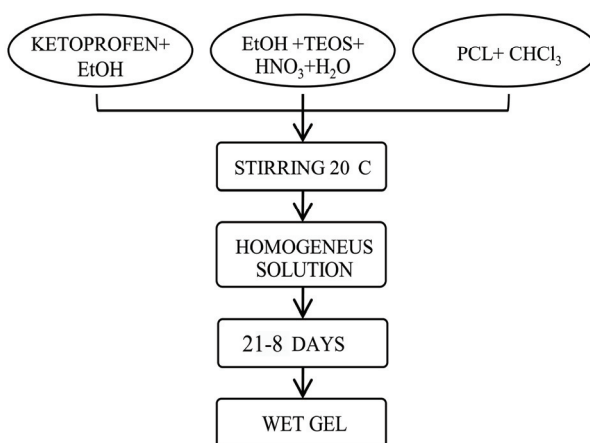 KETOPROFEN+
EtOH
EtOH +TEOS+
HNO₃+H₂O
PCL+ CHCl₃
STIRRING 20 C
HOMOGENEUS
SOLUTION
21-8 DAYS
WET GEL